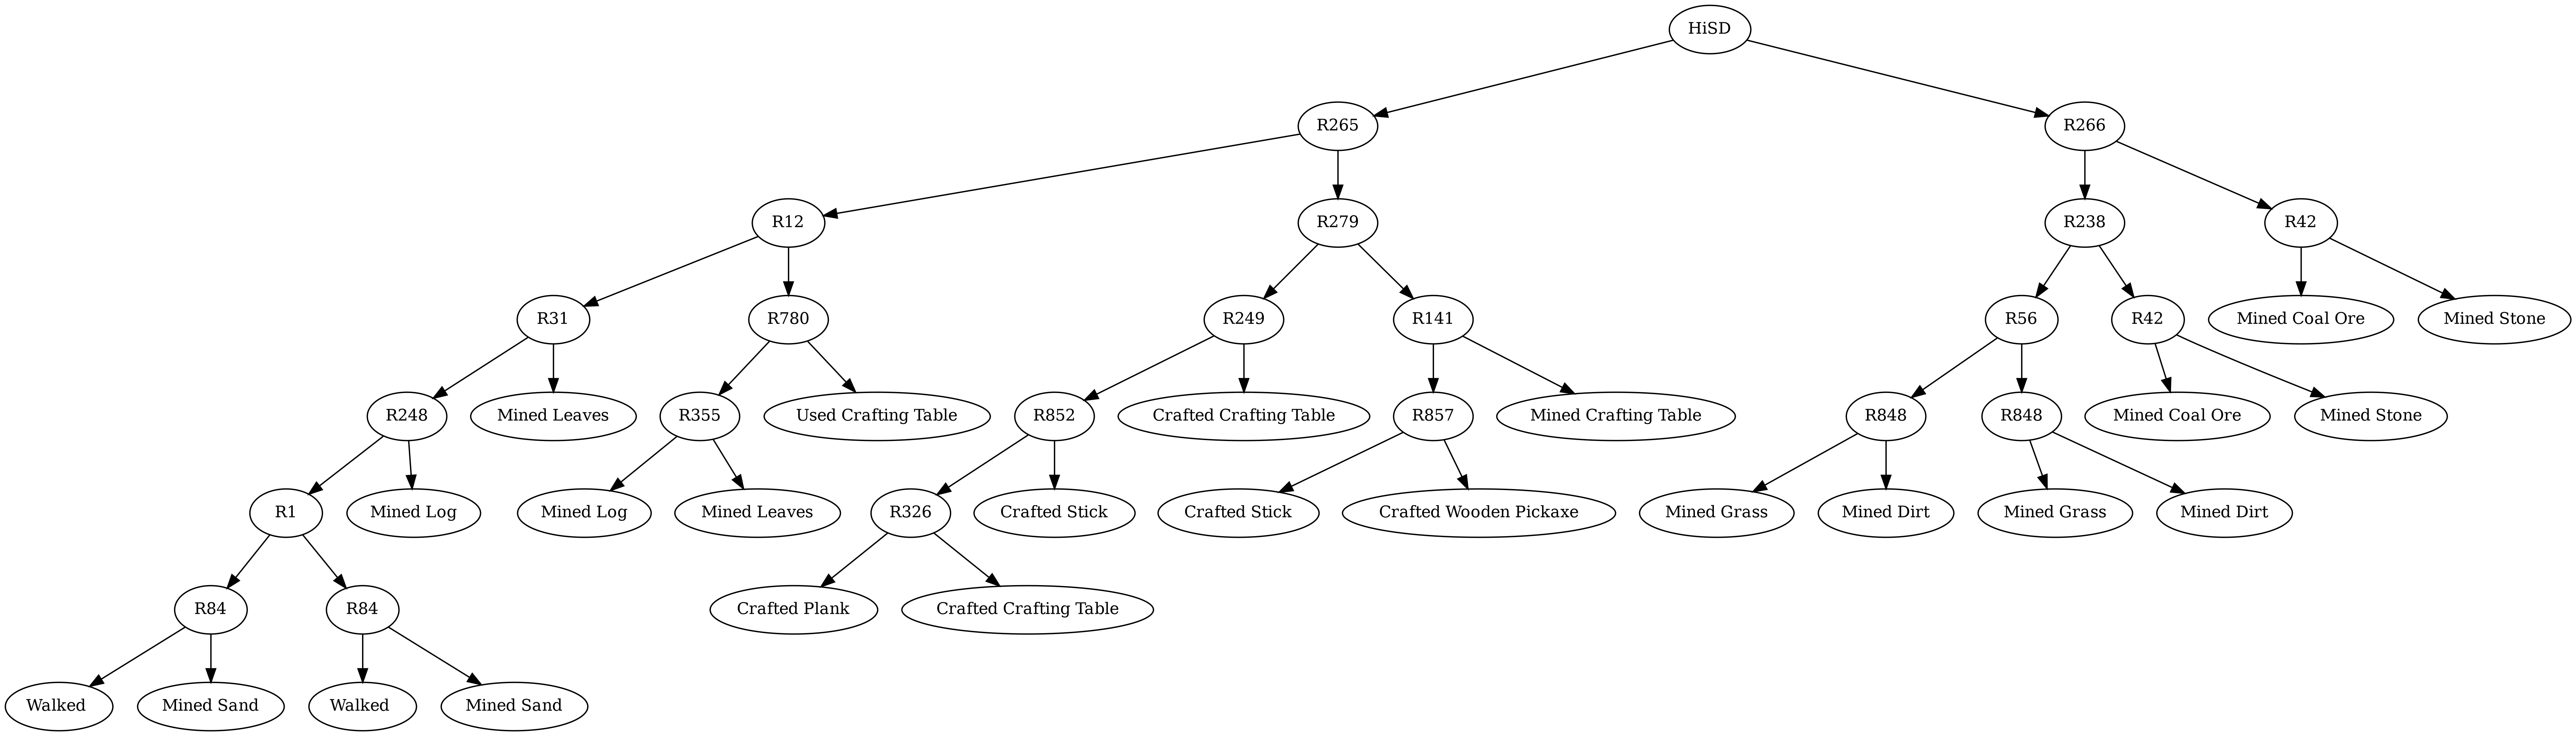 HiSD
R265
R266
R12
R279
R238
R42
R31
R780
R249
R141
R56
R42
Mined Coal Ore
Mined Stone
R248
Mined Leaves
R355
Used Crafting Table
R852
Crafted Crafting Table
R857
Mined Crafting Table
R848
R848
Mined Coal Ore
Mined Stone
R1
Mined Log
Mined Log
Mined Leaves
R326
Crafted Stick
Crafted Stick
Crafted Wooden Pickaxe
Mined Grass
Mined Dirt
Mined Grass
Mined Dirt
R84
R84
Crafted Plank
Crafted Crafting Table
Walked
Mined Sand
Walked
Mined Sand